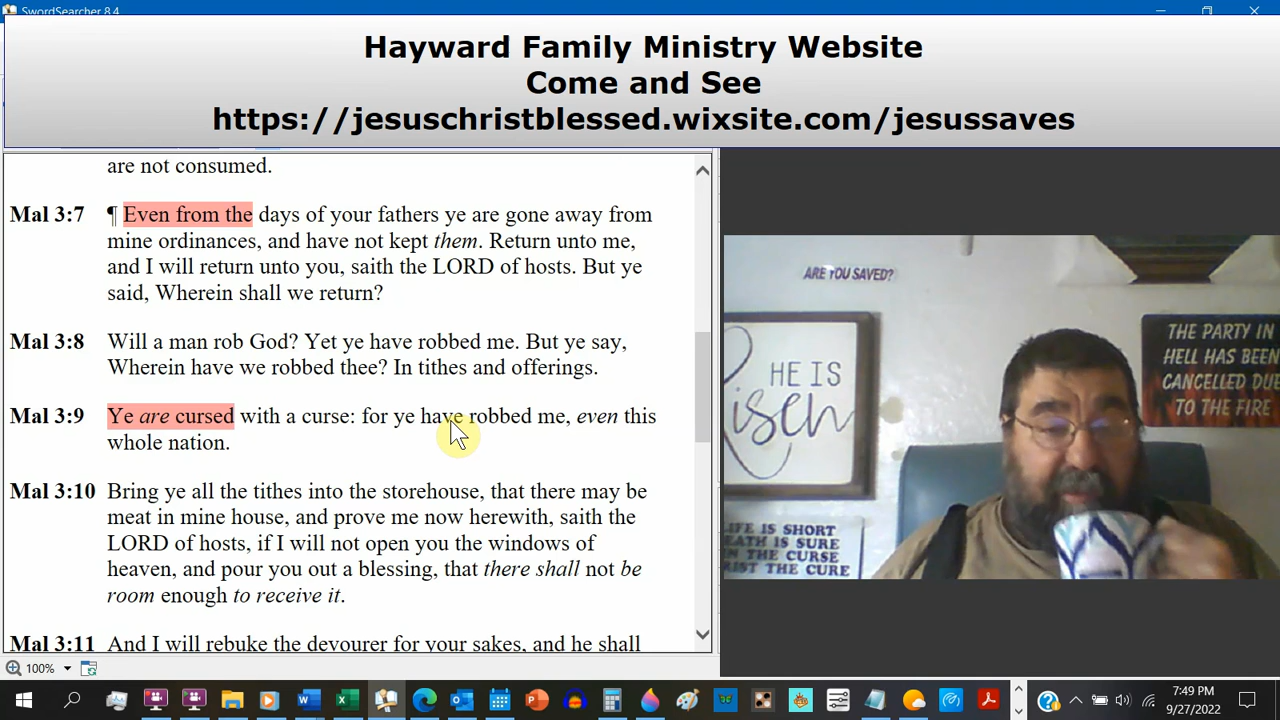 SwordSearcher 8.4
Hayward Family Ministry Website
Come and See
https://jesuschristblessed.wixsite.com/jesussaves
are not consumed.
Mal 3:7 ¶ Even from the days of your fathers ye are gone away from
mine ordinances, and have not kept them. Return unto me,
and I will return unto you, saith the LORD of hosts. But ye
said, Wherein shall we return?
Mal 3:8 Will a man rob God? Yet ye have robbed me. But ye say,
Wherein have we robbed thee? In tithes and offerings.
Mal 3:9 Ye are cursed with a curse: for ye have robbed me, even this
whole nation.
Mal 3:10 Bring ye all the tithes into the storehouse, that there may be
meat in mine house, and prove me now herewith, saith the
LORD of hosts, if I will not open you the windows of
heaven, and pour you out a blessing, that there shall not be
room enough to receive it.
Mal 3:11 And I will rebuke the devourer for your sakes, and he shall
100%
ARE YOU SAVED?
HE IS
Risen
THE PARTY IN
HELL HAS BEEN
CANCELLED DUE
TO THE FIRE
LIFE IS SHORT
DEATH IS SURE
IN THE CURSE
CHRIST THE CURE
7:49 PM
9/27/2022